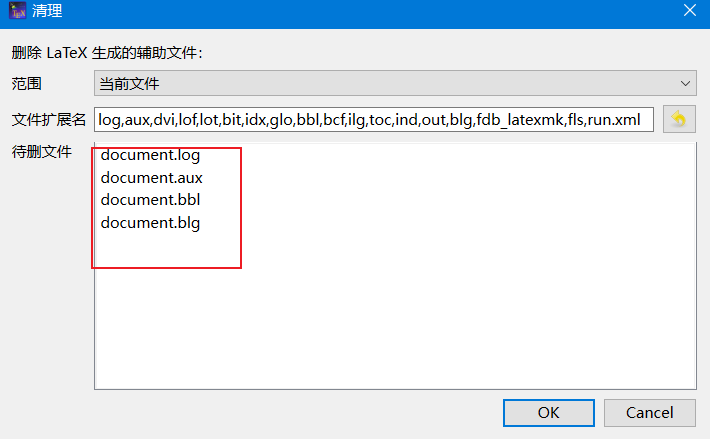 清理
删除 LaTeX 生成的辅助文件:
范围
当前文件
文件扩展名
log,aux,dvi,lof,lot,bit,idx,glo,bbl,bcf,ilg,toc,ind,out,blg,fdb_latexmk,fls,run.xml
待删文件
document.log
document.aux
document.bbl
document.blg
OK
Cancel